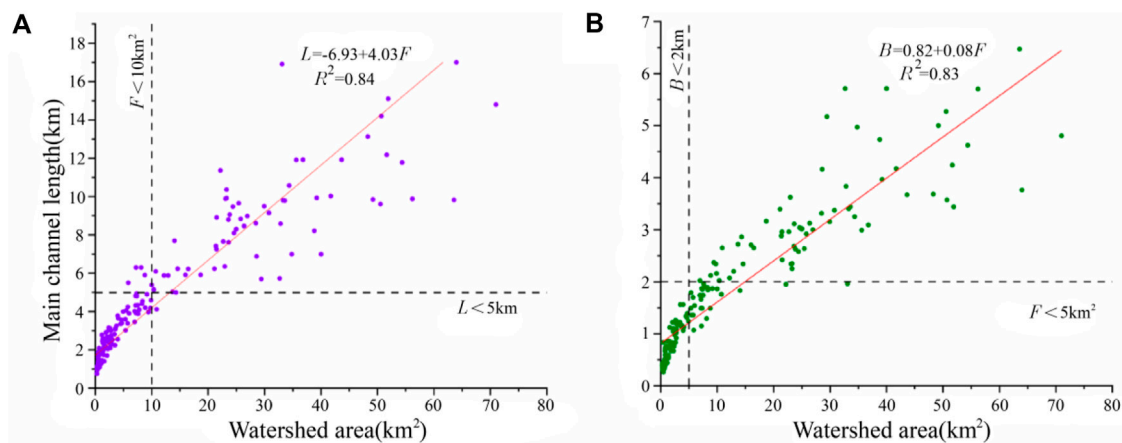 A
Main channel length(km)
18
16
14
12
10
8
6
4
2
0
F<10km²
L=-6.93+4.03F
R²=0.84
L<5km
0 10 20 30 40 50 60 70 80
Watershed area(km²)
B
7
6
5
4
3
2
1
0
B<2km
B=0.82+0.08F
R²=0.83
F<5km²
0 10 20 30 40 50 60 70 80
Watershed area(km²)